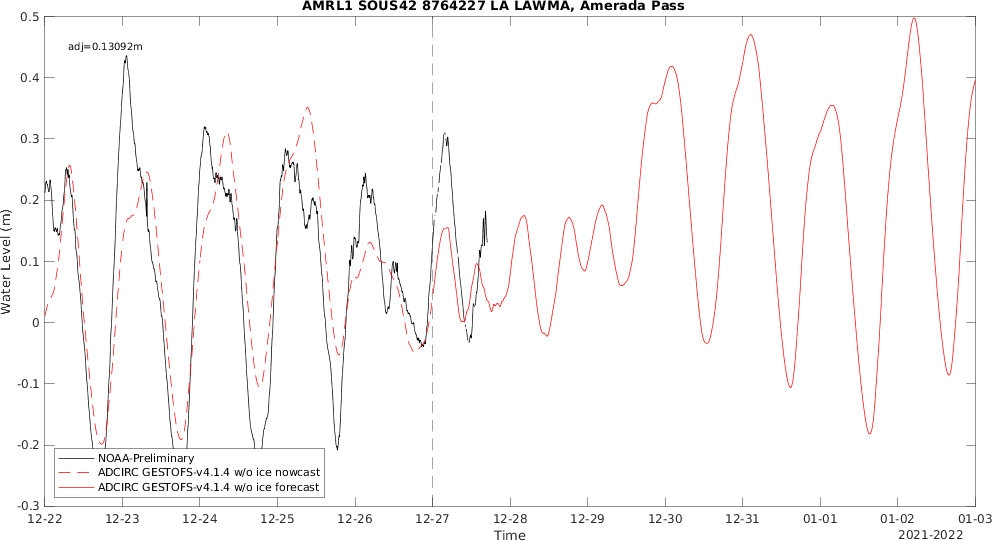 AMRL1 SOUS42 8764227 LA LAWMA, Amerada Pass
adj=0.13092m
0.5
0.4
0.3
0.2
0.1
0
-0.1
-0.2
-0.3
Water Level (m)
NOAA-Preliminary
ADCIRC GESTOFS-v4.1.4 w/o ice nowcast
ADCIRC GESTOFS-v4.1.4 w/o ice forecast
12-22 12-23 12-24 12-25 12-26 12-27 12-28 12-29 12-30 12-31 01-01 01-02 01-03
Time
2021-2022